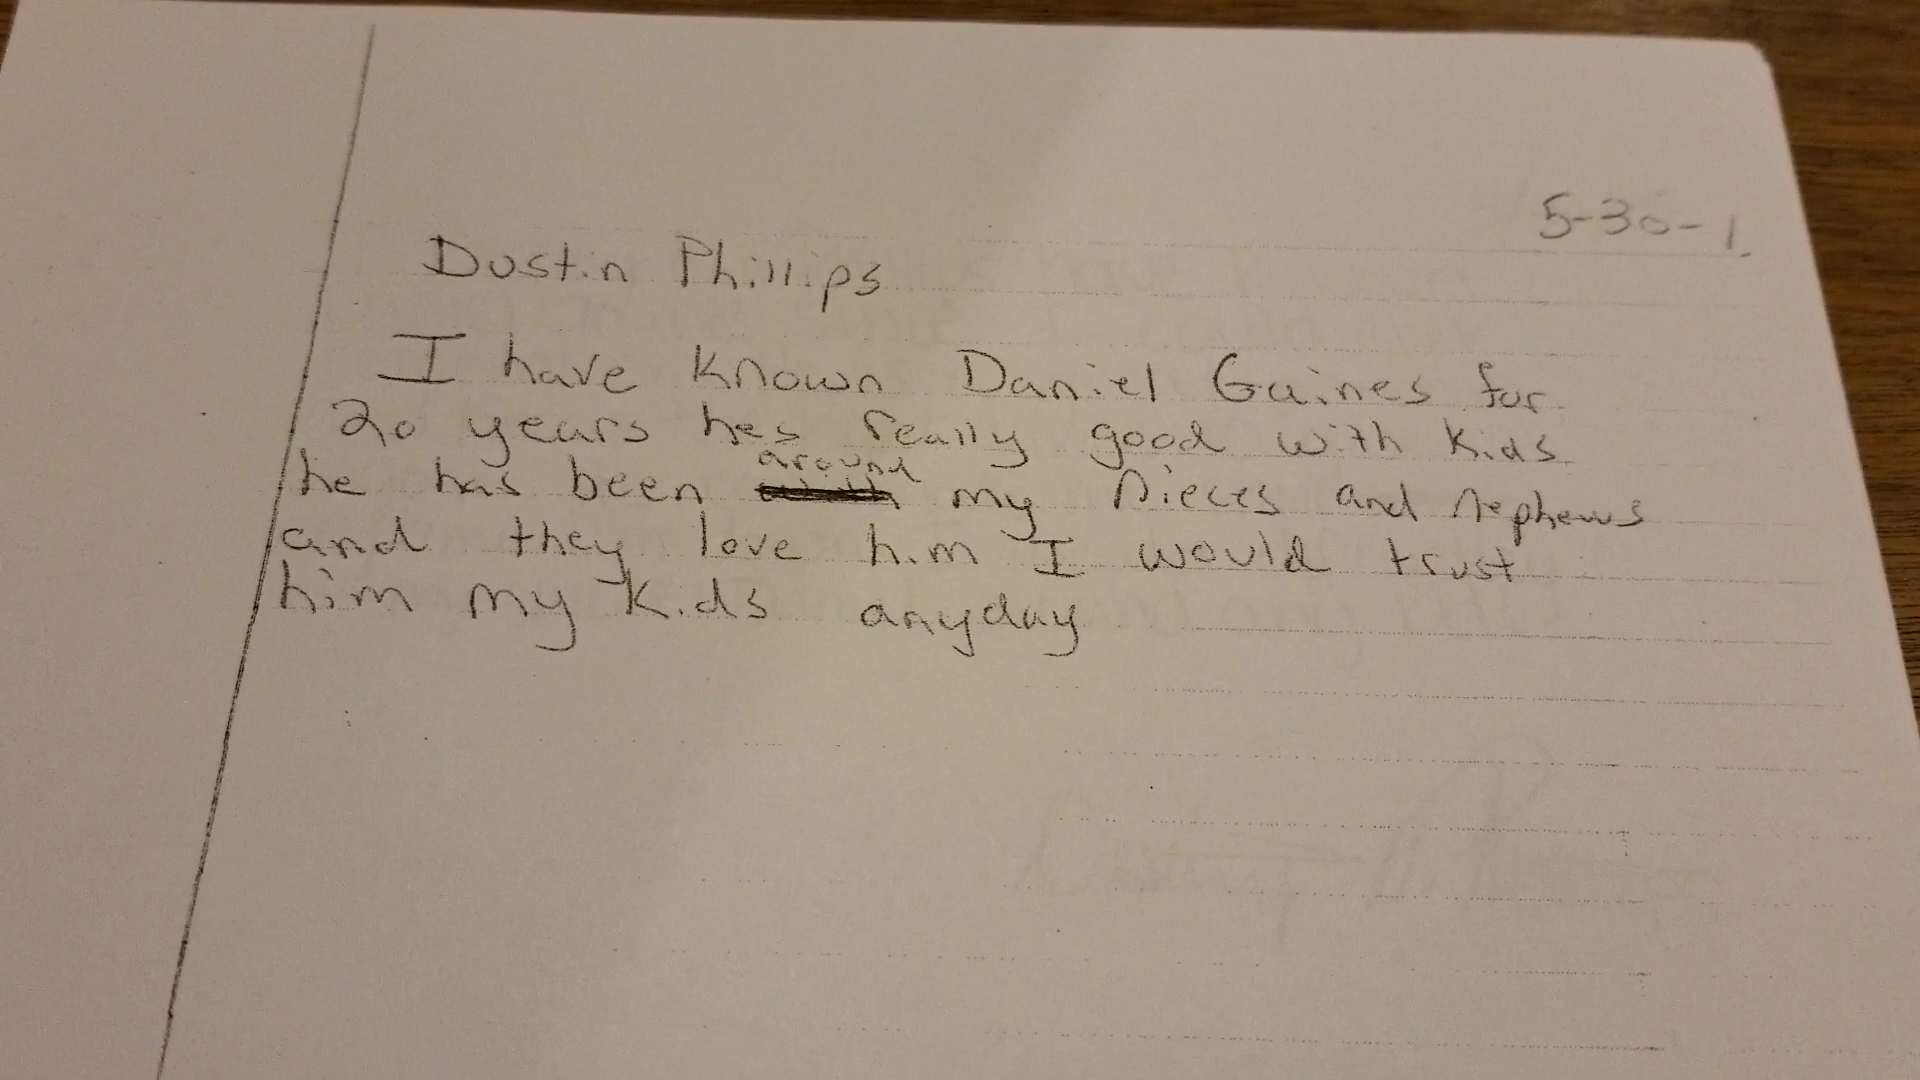 5-30-1
Dustin Phillips
I have known Daniel Gaines for
20 years hes really good with kids
around
he has been my nieces and nephews
and they love him I would trust
him my kids anyday